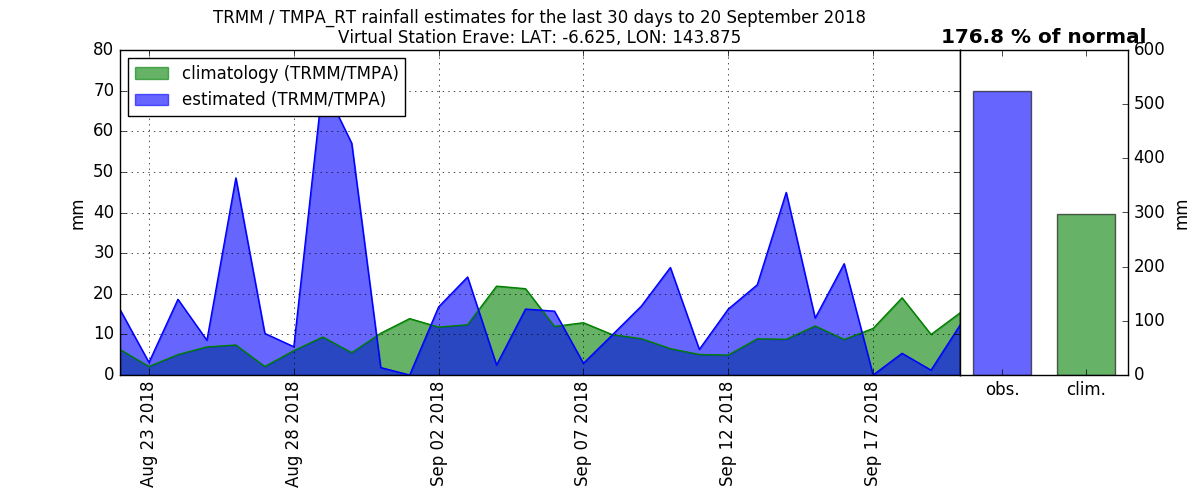 TRMM / TMPA_RT rainfall estimates for the last 30 days to 20 September 2018
Virtual Station Erave: LAT: -6.625, LON: 143.875
176.8 % of normal
climatology (TRMM/TMPA)
estimated (TRMM/TMPA)
80
70
60
50
40
30
20
10
0
mm
Aug 23 2018
Aug 28 2018
Sep 02 2018
Sep 07 2018
Sep 12 2018
Sep 17 2018
600
500
400
300
200
100
0
mm
obs.
clim.